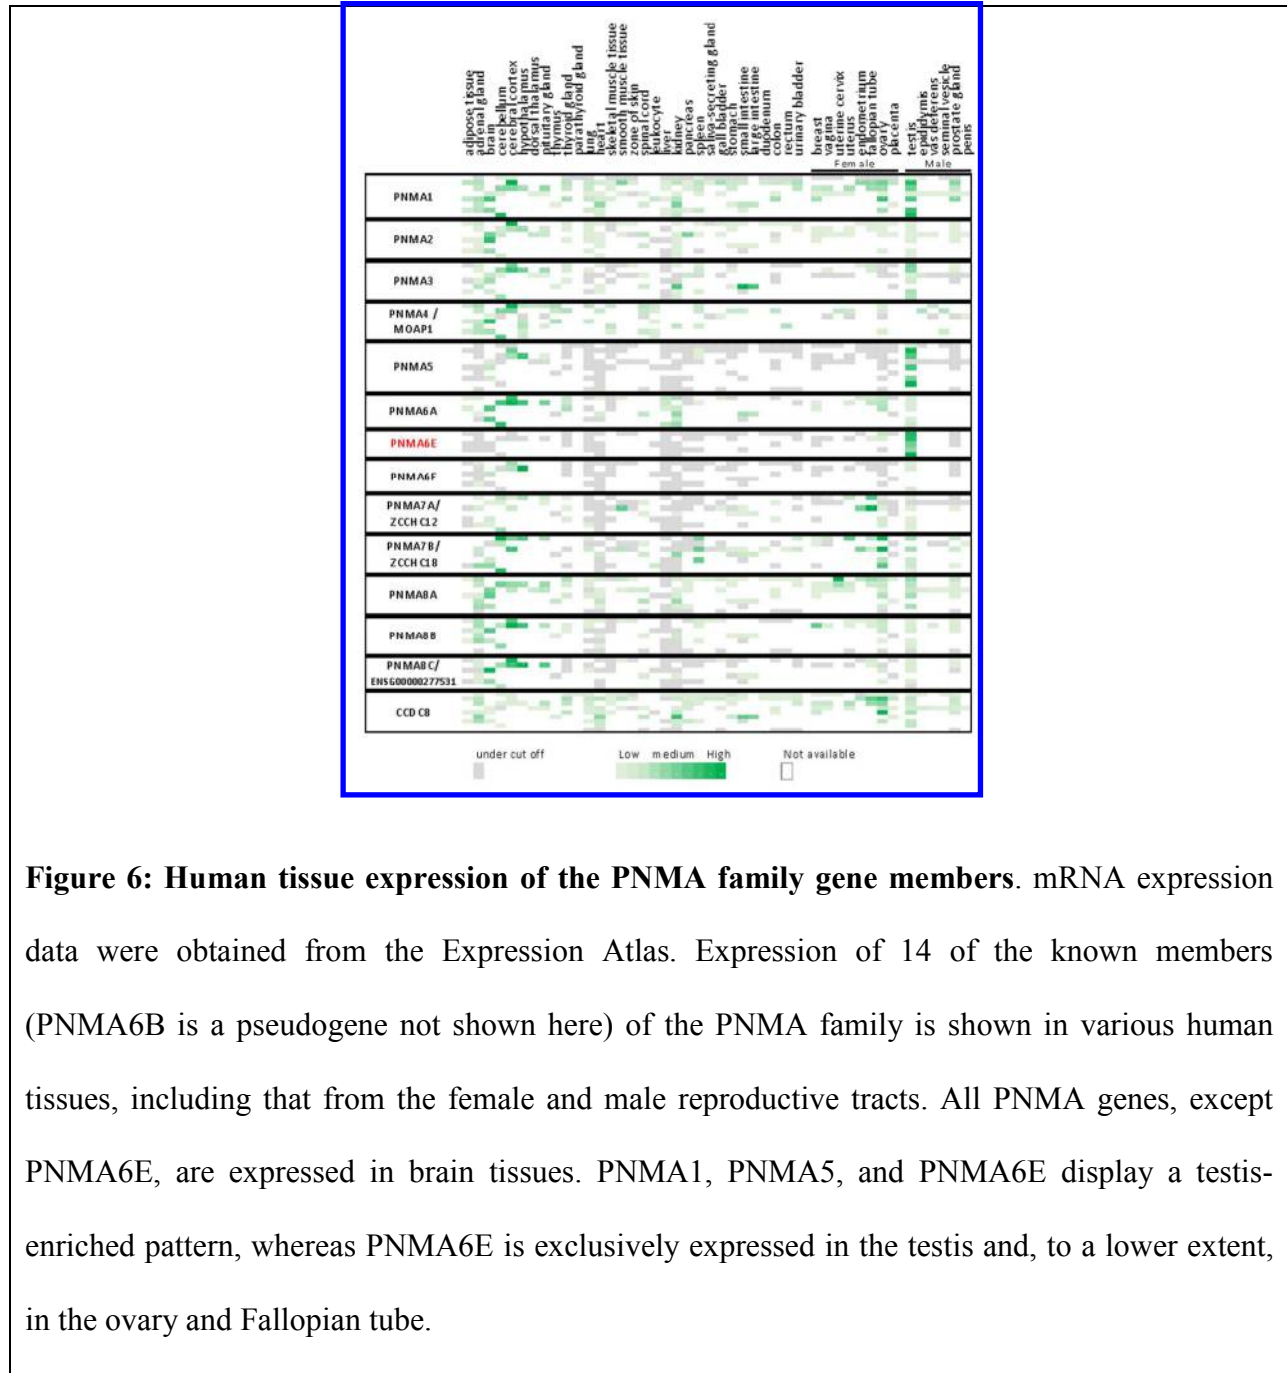 adipose tissue
adrenal gland
brain
cerebellum
cerebral cortex
hypothalamus
dorsal thalamus
pituitary gland
thymus
thyroid gland
parathyroid gland
lung
heart
skeletal muscle tissue
smooth muscle tissue
zone of skin
spinal cord
leukocyte
liver
kidney
pancreas
spleen
saliva-secreting gland
gall bladder
stomach
small intestine
large intestine
duodenum
colon
rectum
urinary bladder
breast
vagina
uterine cervix
uterus
endometrium
fallopian tube
ovary
placenta
testis
epididymis
vas deferens
seminal vesicle
prostate gland
penis
Female Male
PNMA1
PNMA2
PNMA3
PNMA4 /
MOAP1
PNMA5
PNMA6A
PNMA6E
PNMA6F
PNMA7A/
ZCCHC12
PNMA7B/
ZCCHC18
PNMA8A
PNMA8B
PNMA8C/
ENSG00000277531
CCDC8
under cut off Low medium High Not available
Figure 6: Human tissue expression of the PNMA family gene members. mRNA expression
data were obtained from the Expression Atlas. Expression of 14 of the known members
(PNMA6B is a pseudogene not shown here) of the PNMA family is shown in various human
tissues, including that from the female and male reproductive tracts. All PNMA genes, except
PNMA6E, are expressed in brain tissues. PNMA1, PNMA5, and PNMA6E display a testis-
enriched pattern, whereas PNMA6E is exclusively expressed in the testis and, to a lower extent,
in the ovary and Fallopian tube.